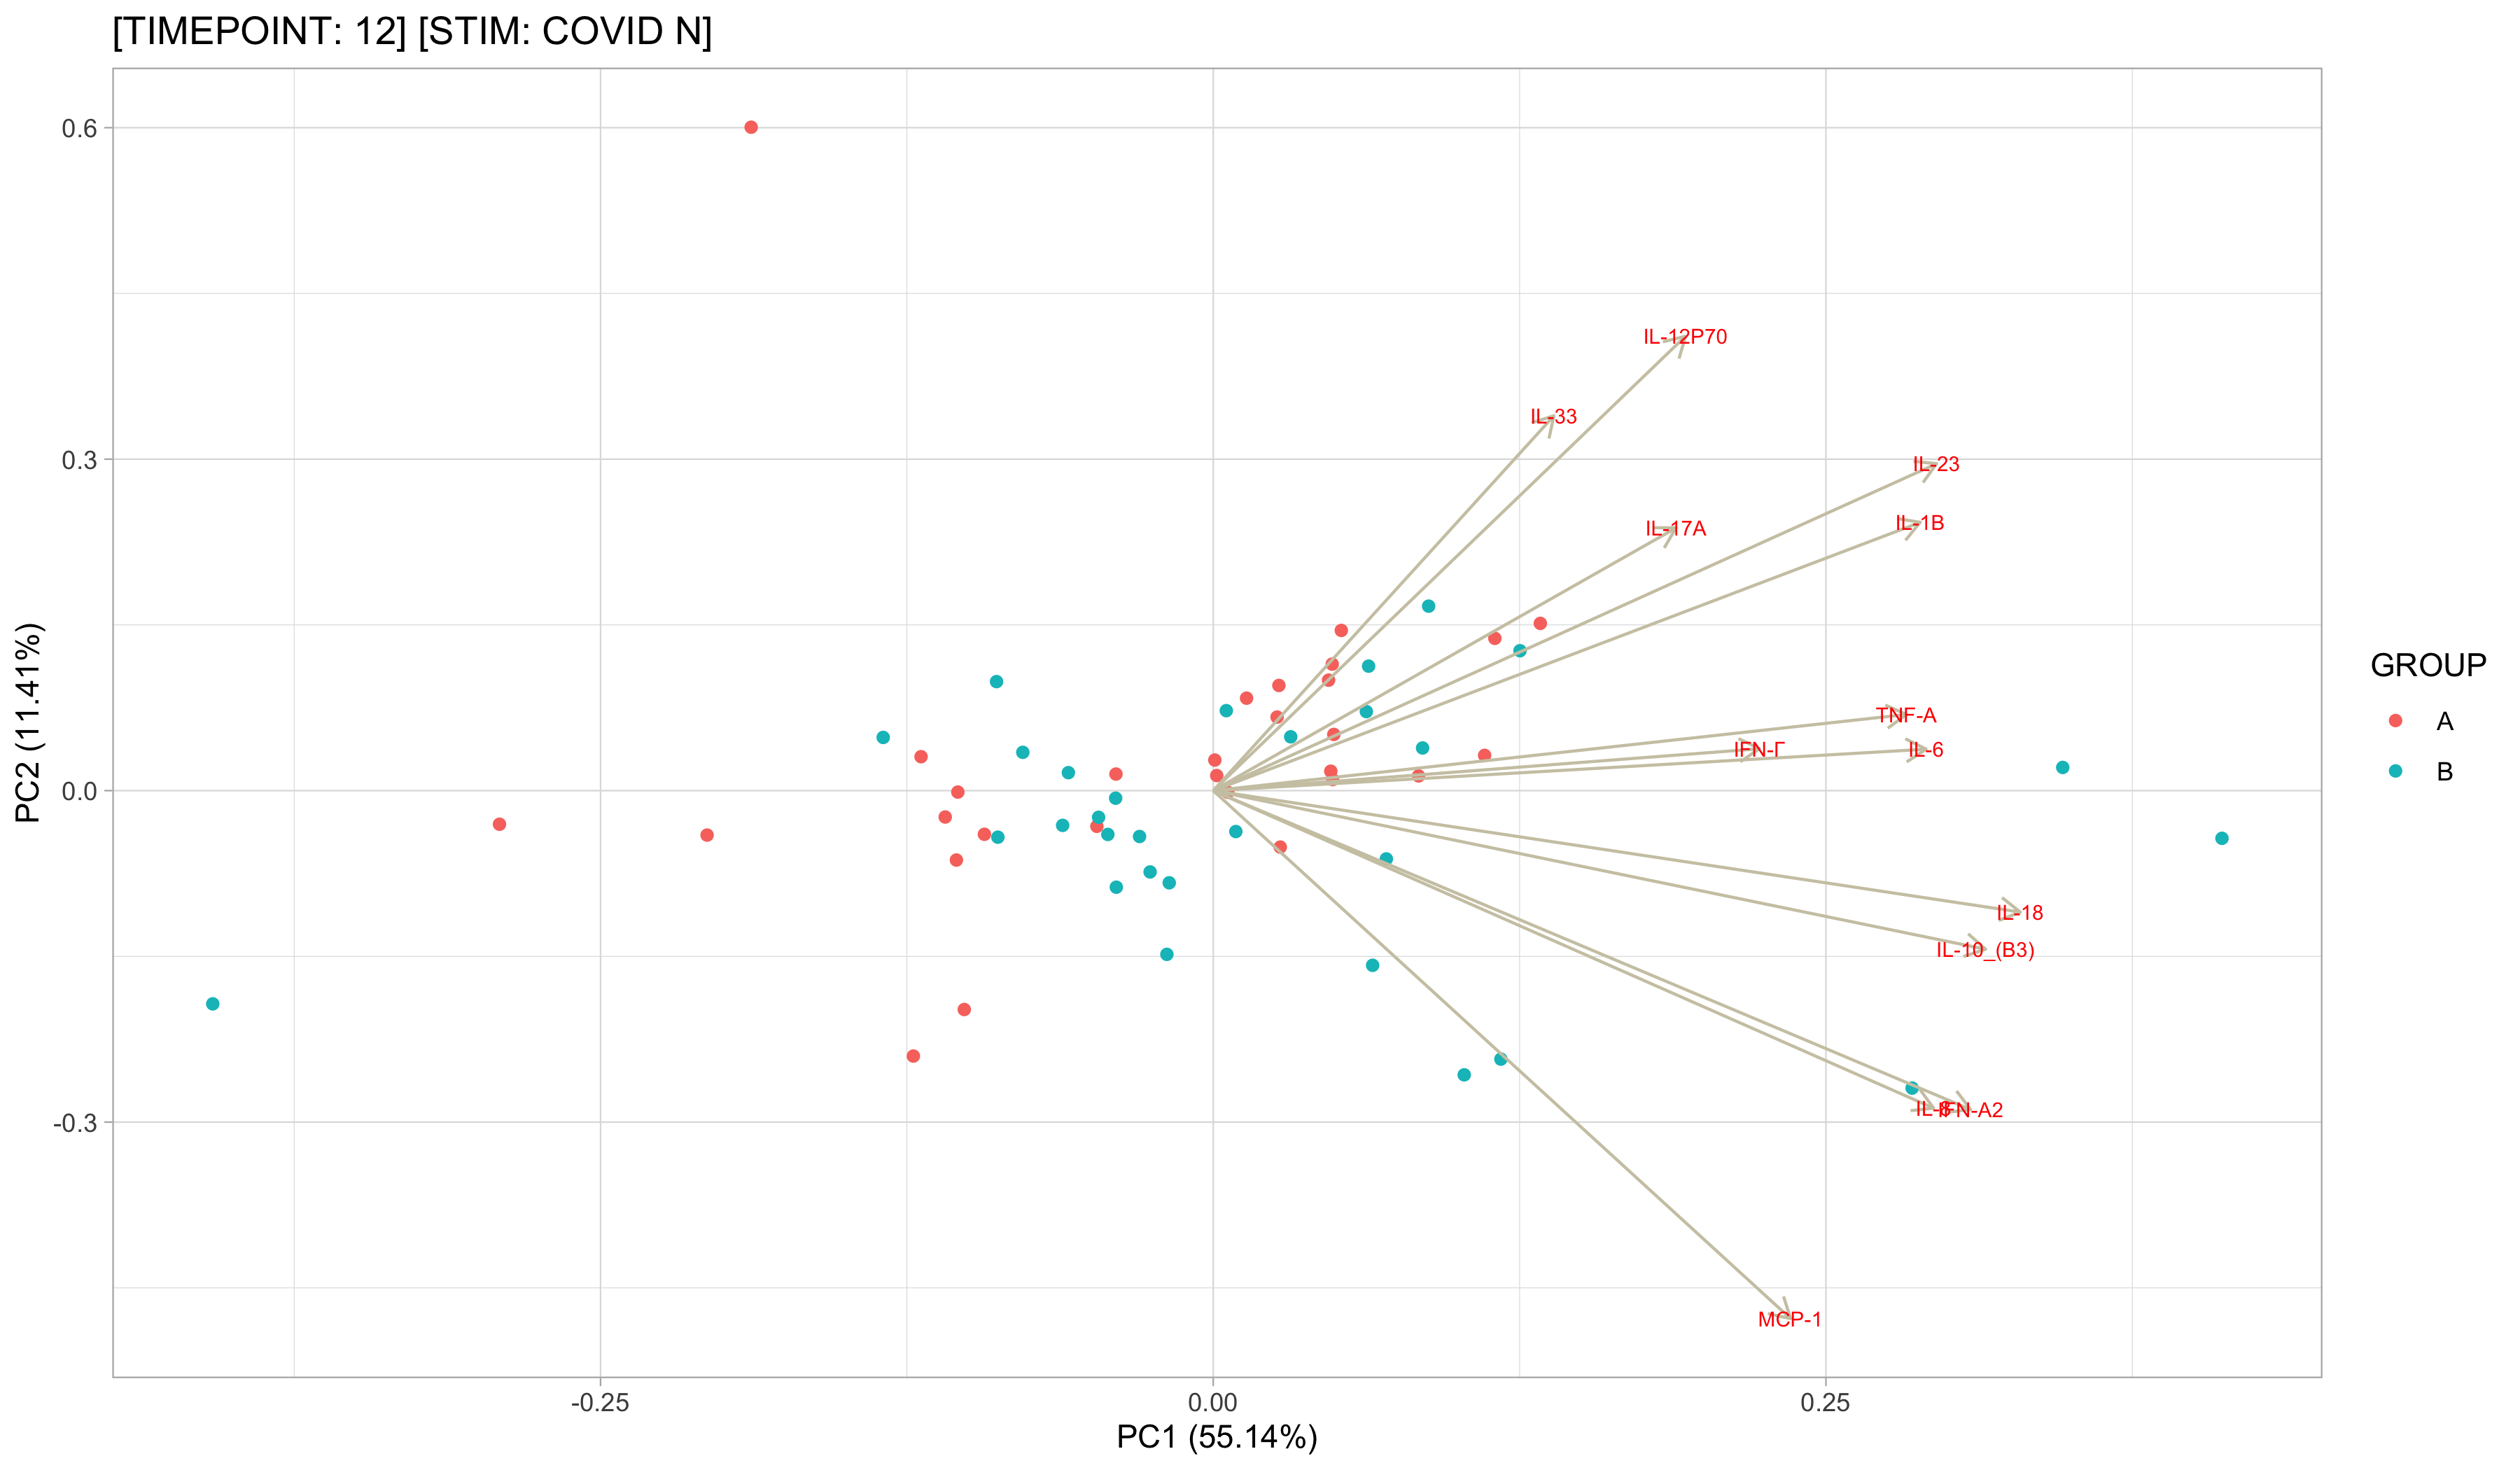 [TIMEPOINT: 12] [STIM: COVID N]
0.6
0.3
0.0
-0.3
PC2 (11.41%)
IL-12P70
IL-33
IL-23
IL-1B
IL-17A
TNF-A
IFN-Γ
IL-6
IL-18
IL-10_(B3)
IL-8
IFN-A2
MCP-1
-0.25
0.00
0.25
PC1 (55.14%)
GROUP
A
B